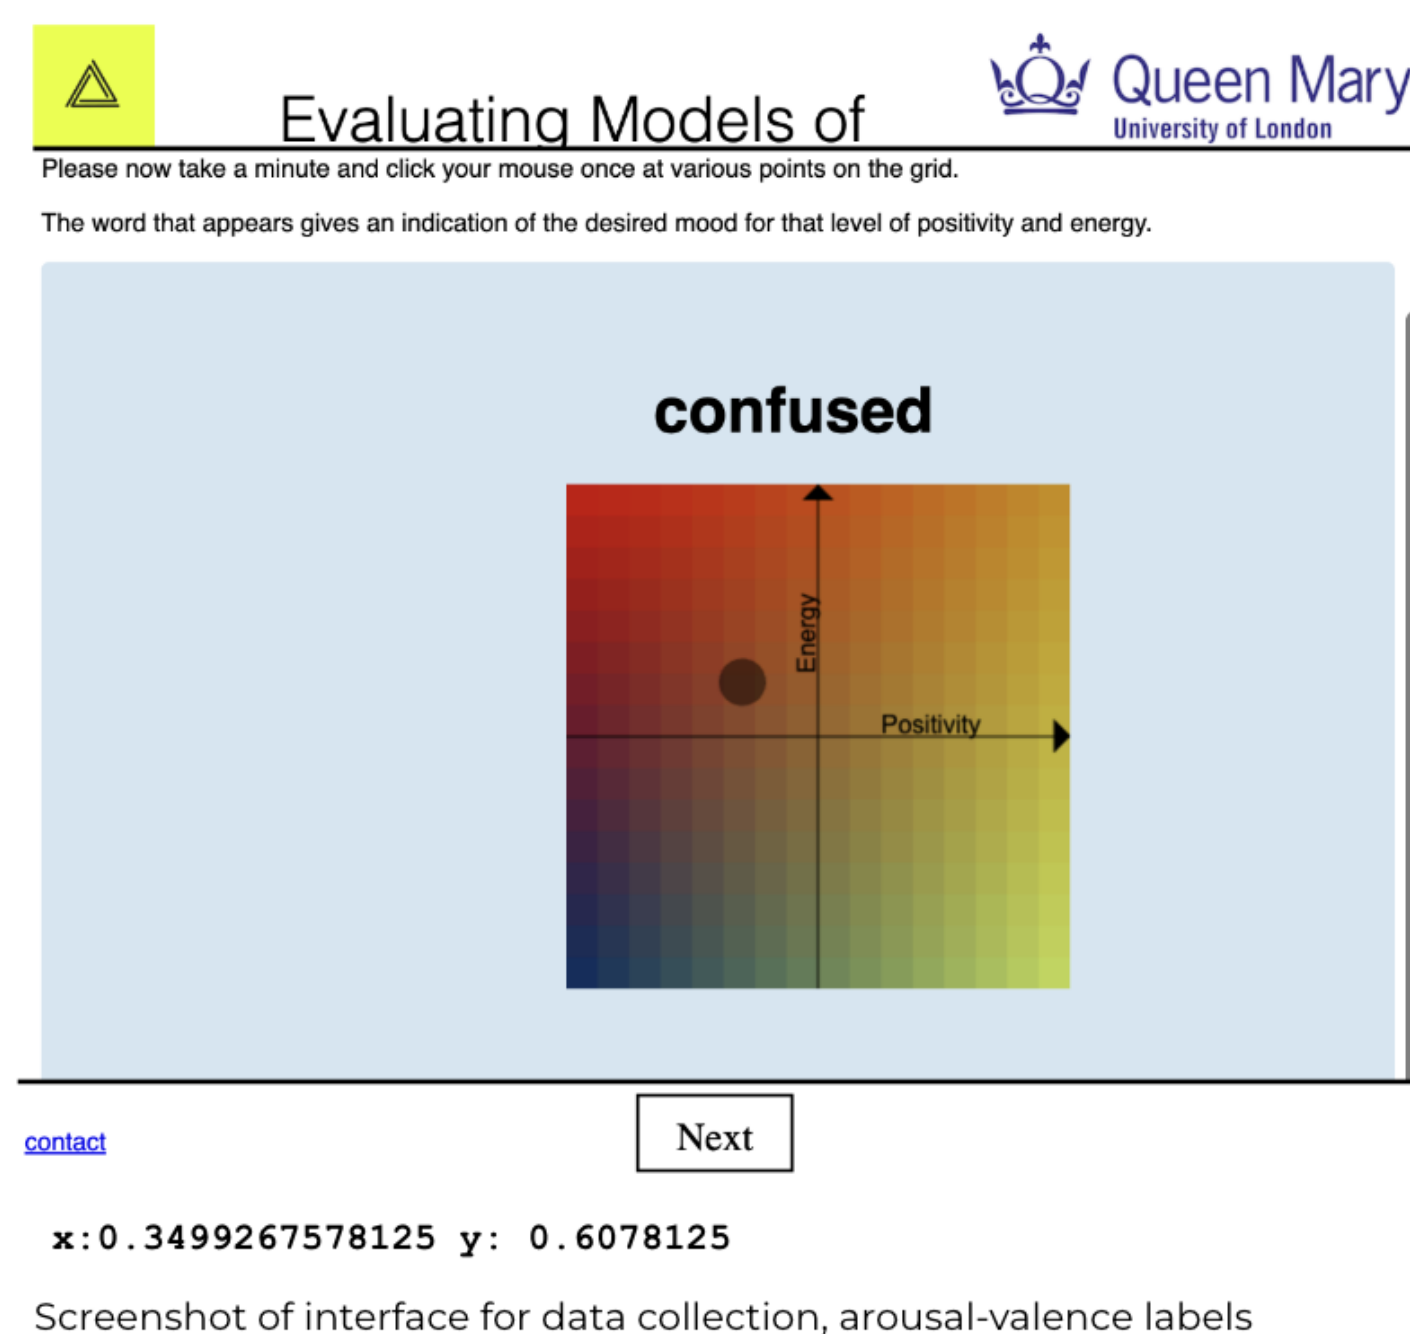 Evaluating Models of
Queen Mary
University of London
Please now take a minute and click your mouse once at various points on the grid.
The word that appears gives an indication of the desired mood for that level of positivity and energy.
confused
Energy
Positivity
Next
contact
x:0.3499267578125 y: 0.6078125
Screenshot of interface for data collection, arousal-valence labels